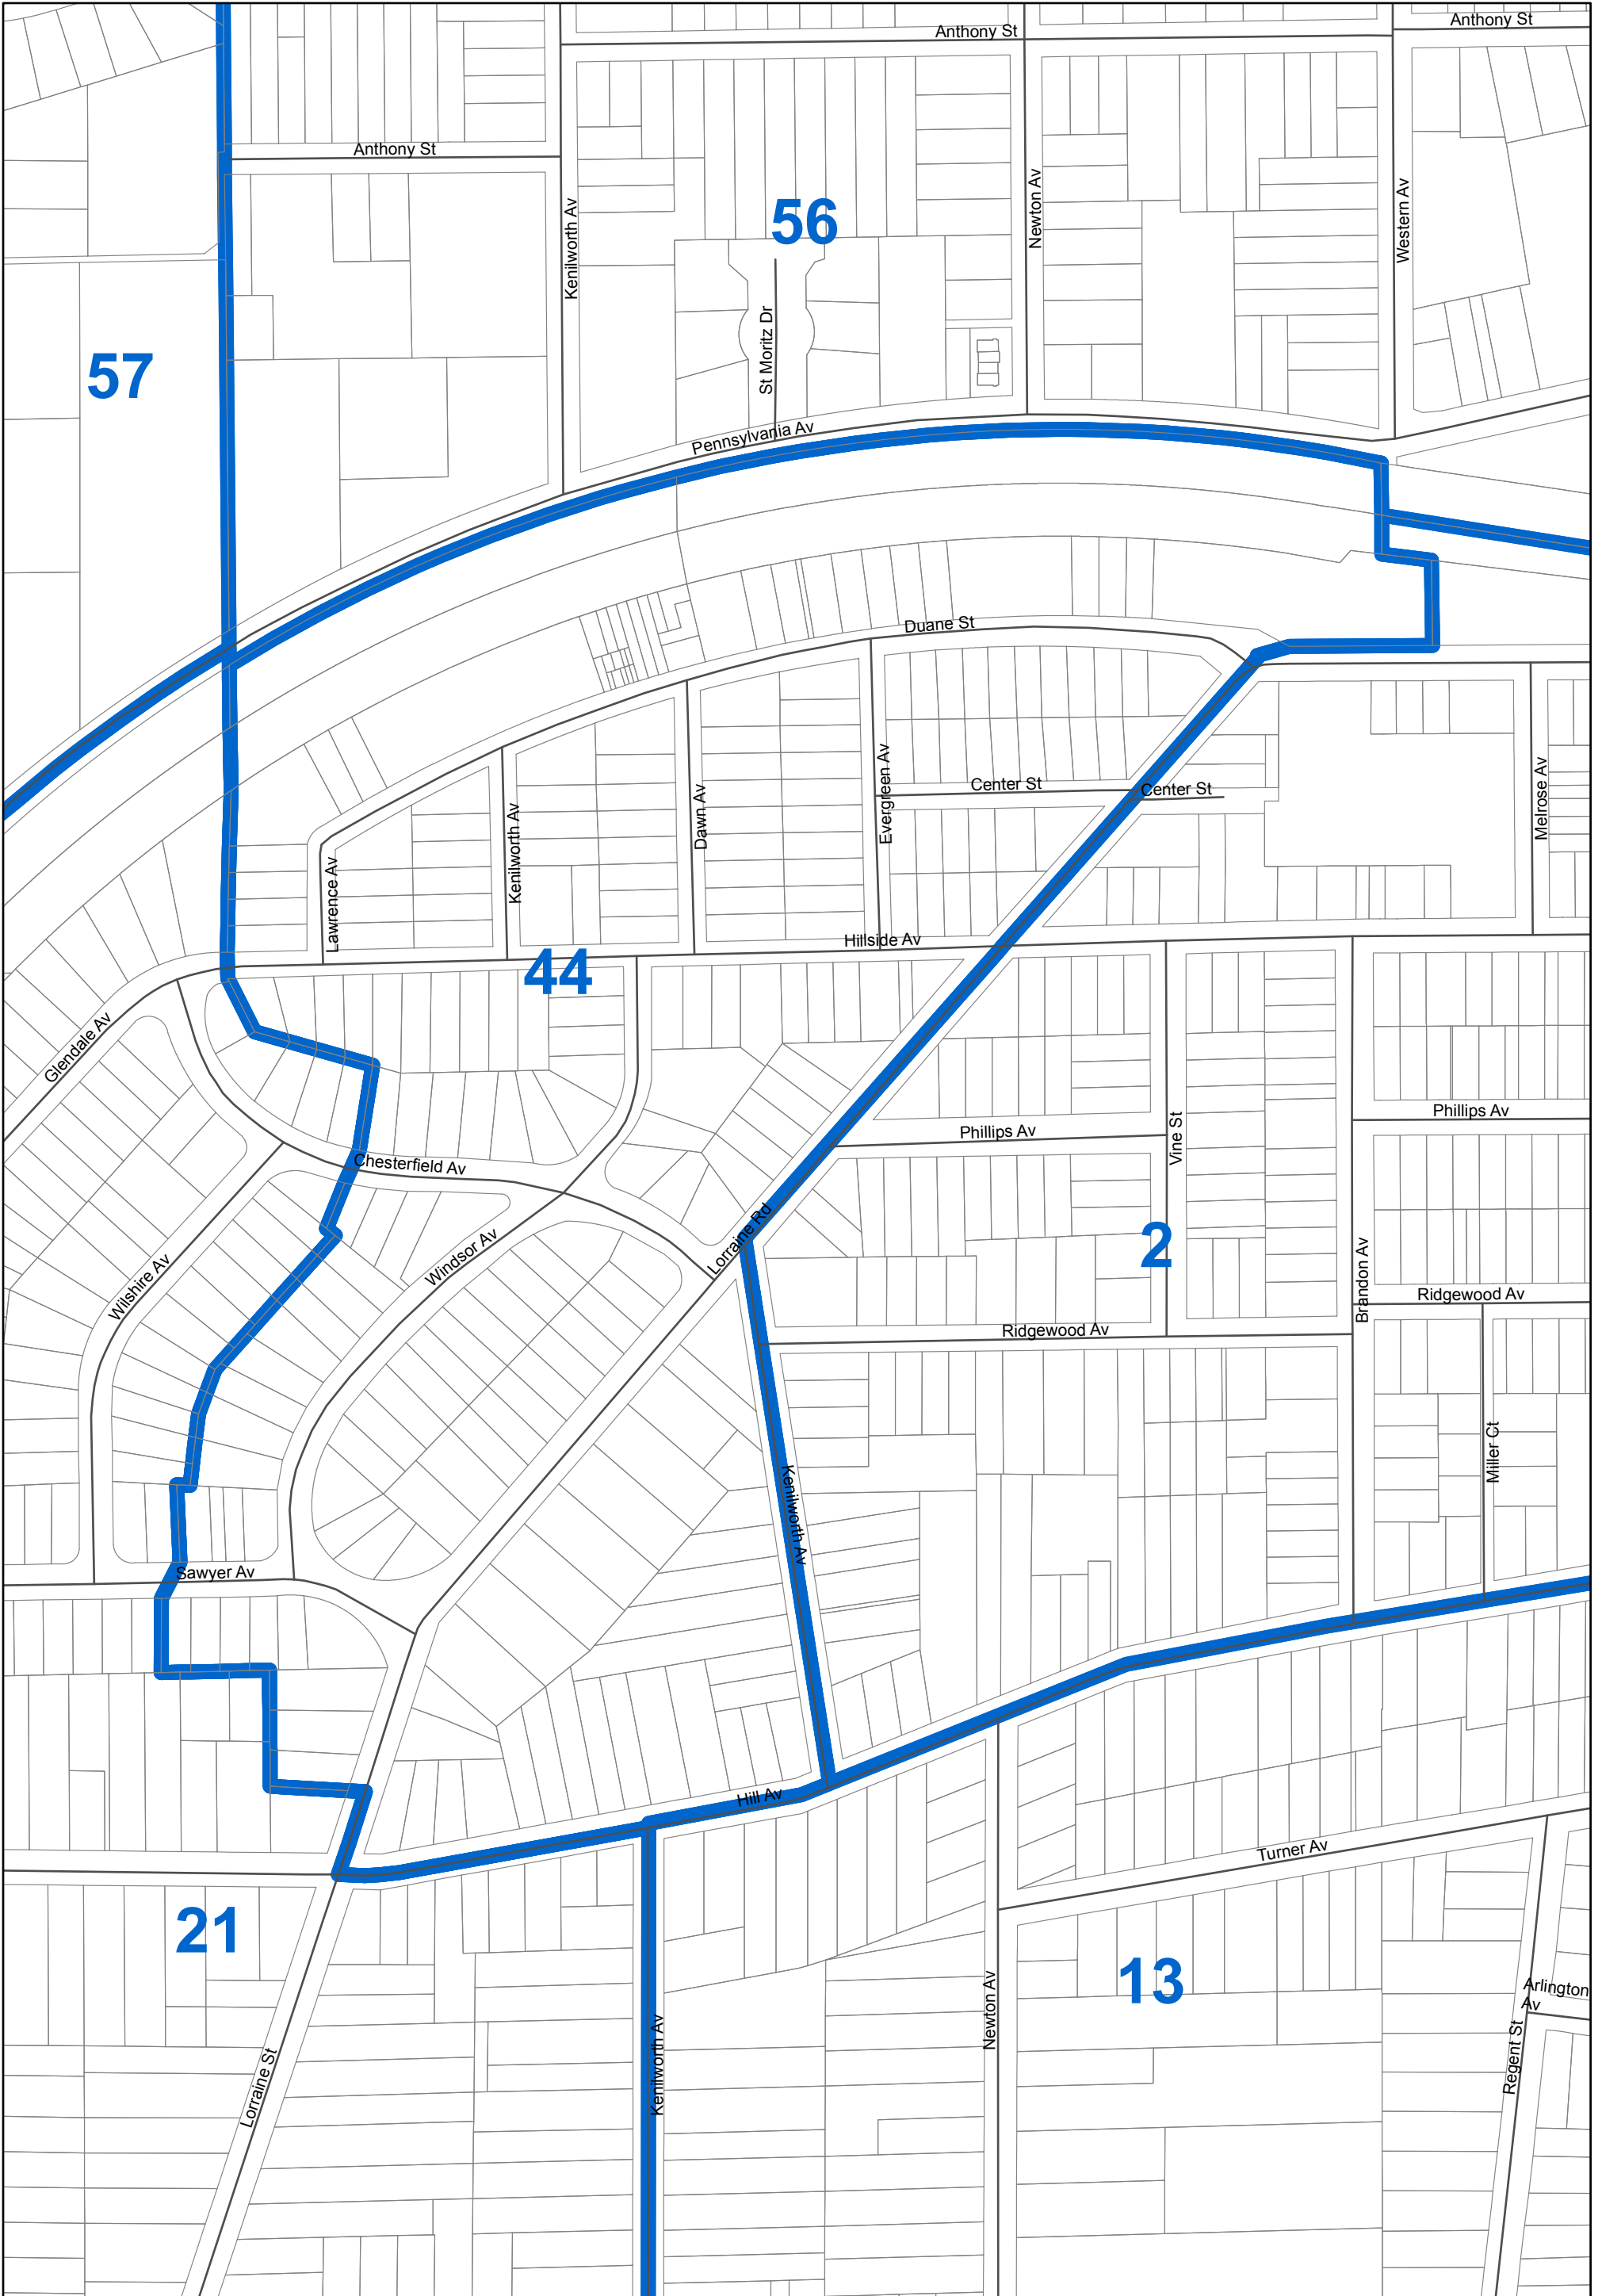 Anthony St
Anthony St
Anthony St
Kenilworth Av
Newton Av
Western Av
56
St Moritz Dr
57
Pennsylvania Av
Duane St
Evergreen Av
Center St
Center St
Melrose Av
Dawn Av
Kenilworth Av
Lawrence Av
Hillside Av
44
Glendale Av
Phillips Av
Phillips Av
Vine St
Chesterfield Av
Lorraine Rd
2
Windsor Av
Wilshire Av
Brandon Av
Ridgewood Av
Ridgewood Av
Miller Ct
Kenilworth Av
Sawyer Av
Hill Av
Turner Av
21
13
Arlington
Av
Newton Av
Kenilworth Av
Regent St
Lorraine St